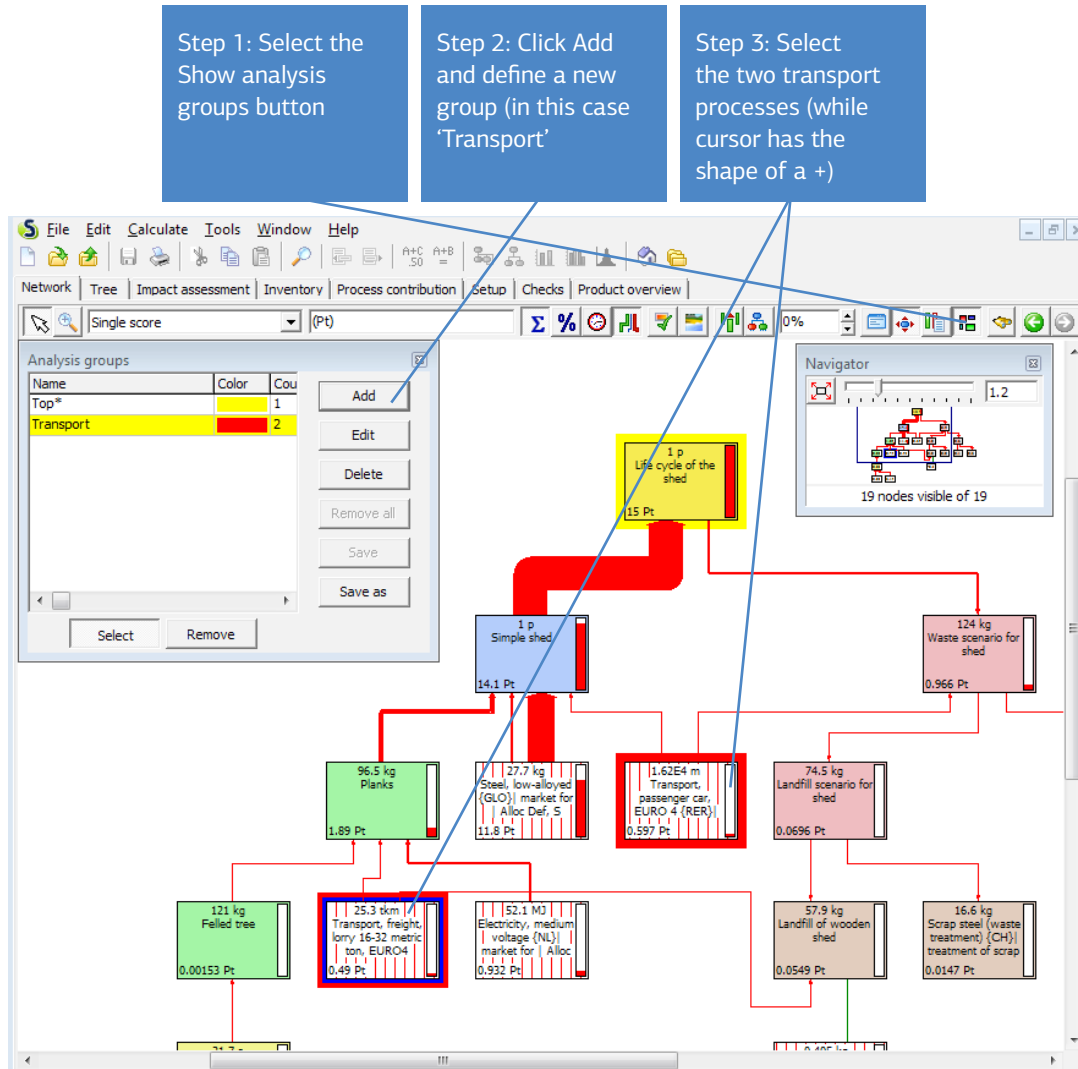 Step 1: Select the
Show analysis
groups button
Step 2: Click Add
and define a new
group (in this case
‘Transport’
Step 3: Select
the two transport
processes (while
cursor has the
shape of a +)
File Edit Calculate Tools Window Help
A+C .50 A+B =
Network Tree Impact assessment Inventory Process contribution Setup Checks Product overview
Single score (Pt) Σ % 0%
Analysis groups
Name Color Cou
Top* 1
Transport 2
Add
Edit
Delete
Remove all
Save
Save as
Select Remove
Navigator
1.2
19 nodes visible of 19
1 p
Life cycle of the
shed
15 Pt
1 p
Simple shed
14.1 Pt
124 kg
Waste scenario for
shed
0.966 Pt
96.5 kg
Planks
1.89 Pt
27.7 kg
Steel, low-alloyed
{GLO}| market for
| Alloc Def, S
11.8 Pt
1.62E4 m
Transport,
passenger car,
EURO 4 {RER}|
0.597 Pt
74.5 kg
Landfill scenario for
shed
0.0696 Pt
121 kg
Felled tree
0.00153 Pt
25.3 tkm
Transport, freight,
lorry 16-32 metric
ton, EURO4
0.49 Pt
52.1 MJ
Electricity, medium
voltage {NL}|
market for | Alloc
0.932 Pt
57.9 kg
Landfill of wooden
shed
0.0549 Pt
16.6 kg
Scrap steel (waste
treatment) {CH}|
treatment of scrap
0.0147 Pt